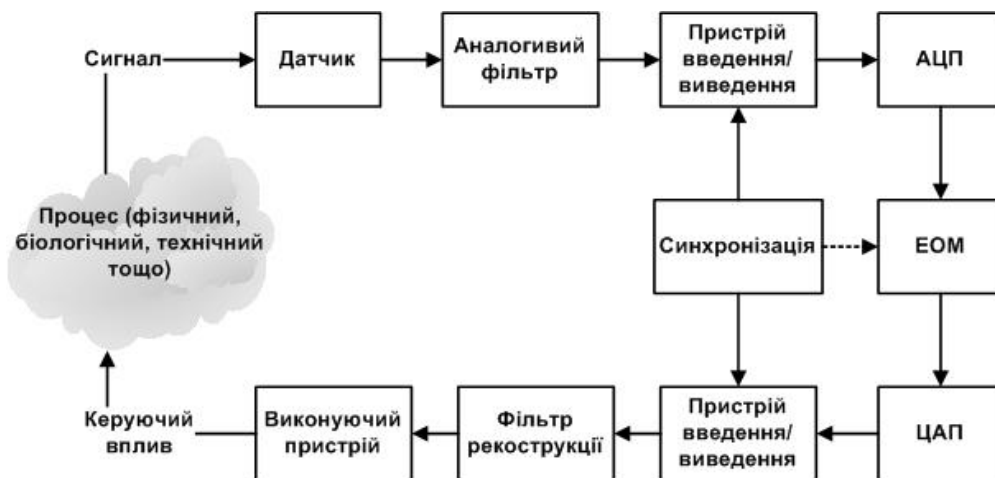 Сигнал
Датчик
Аналогивий
фільтр
Пристрій
введення/
виведення
АЦП
Процес (фізичний,
біологічний, технічний
тощо)
Синхронізація
ЕОМ
Керуючий
вплив
Виконуючий
пристрій
Фільтр
рекострукції
Пристрій
введення/
виведення
ЦАП